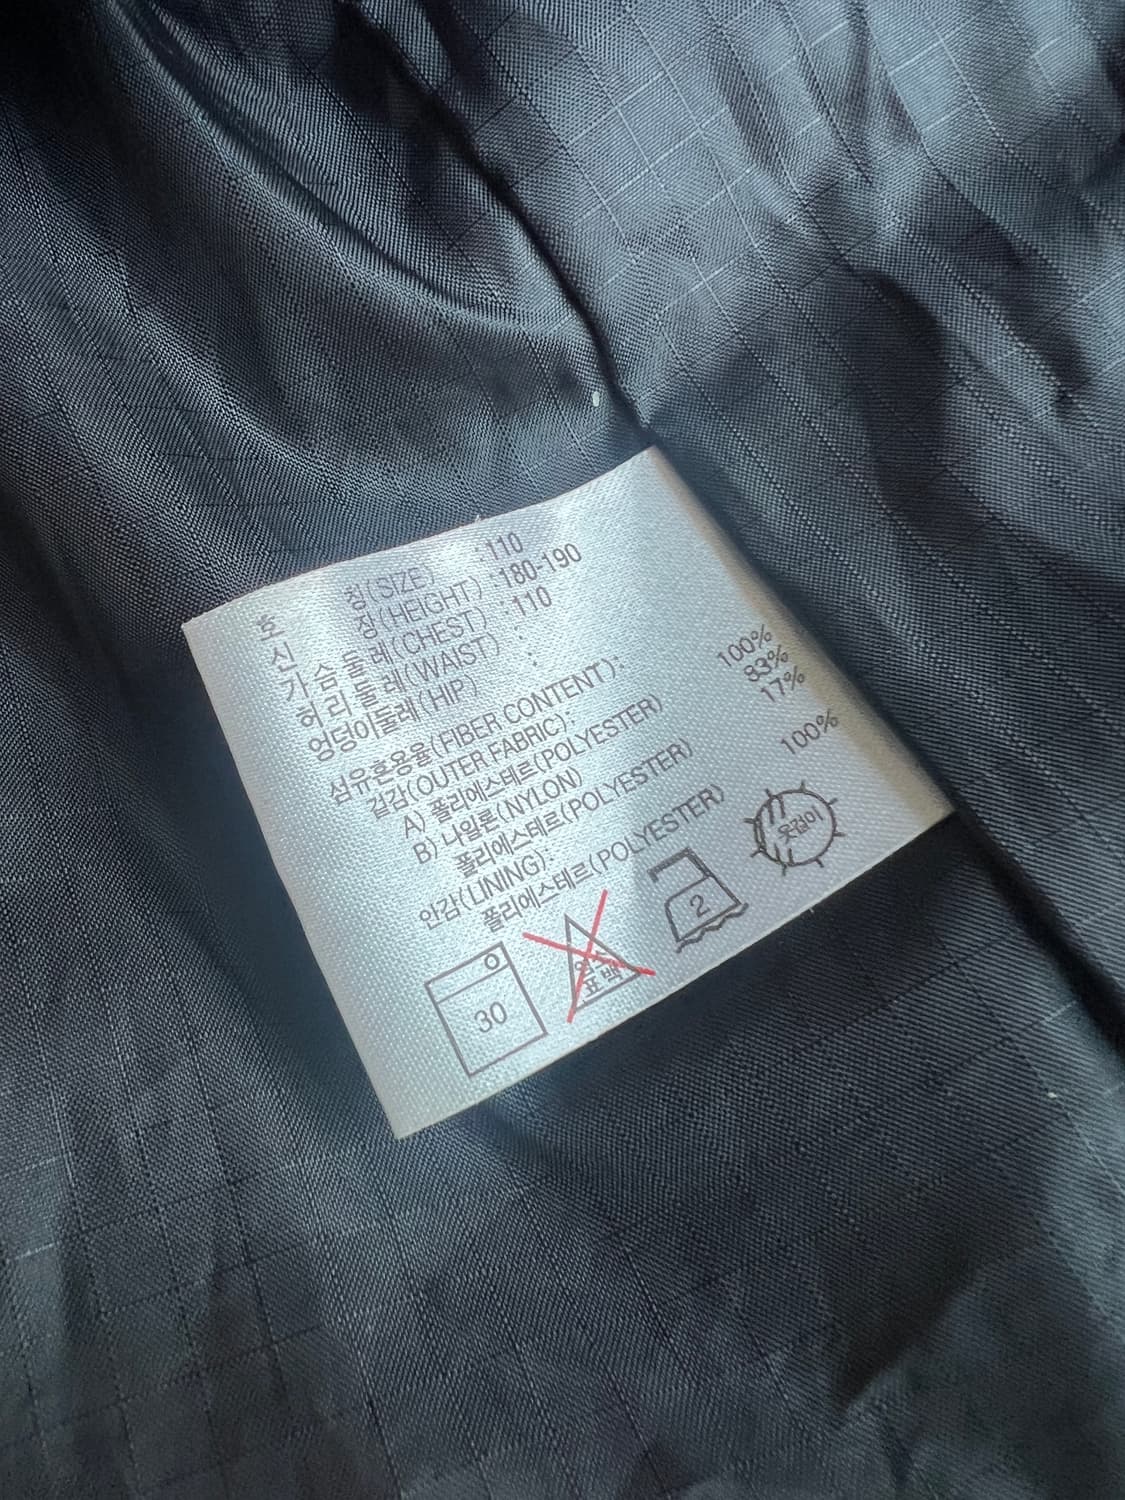 호 칭(SIZE) :110
신 장(HEIGHT) :180-190
가 슴 둘 레(CHEST) :110
허 리 둘 레(WAIST) :
엉덩이둘레(HIP) :
섬유혼용율(FIBER CONTENT):
겉감(OUTER FABRIC):
A) 폴리에스테르(POLYESTER) 100%
B) 나일론(NYLON) 83%
폴리에스테르(POLYESTER) 17%
안감(LINING):
폴리에스테르(POLYESTER) 100%
30
염소
표백
2
옷걸이